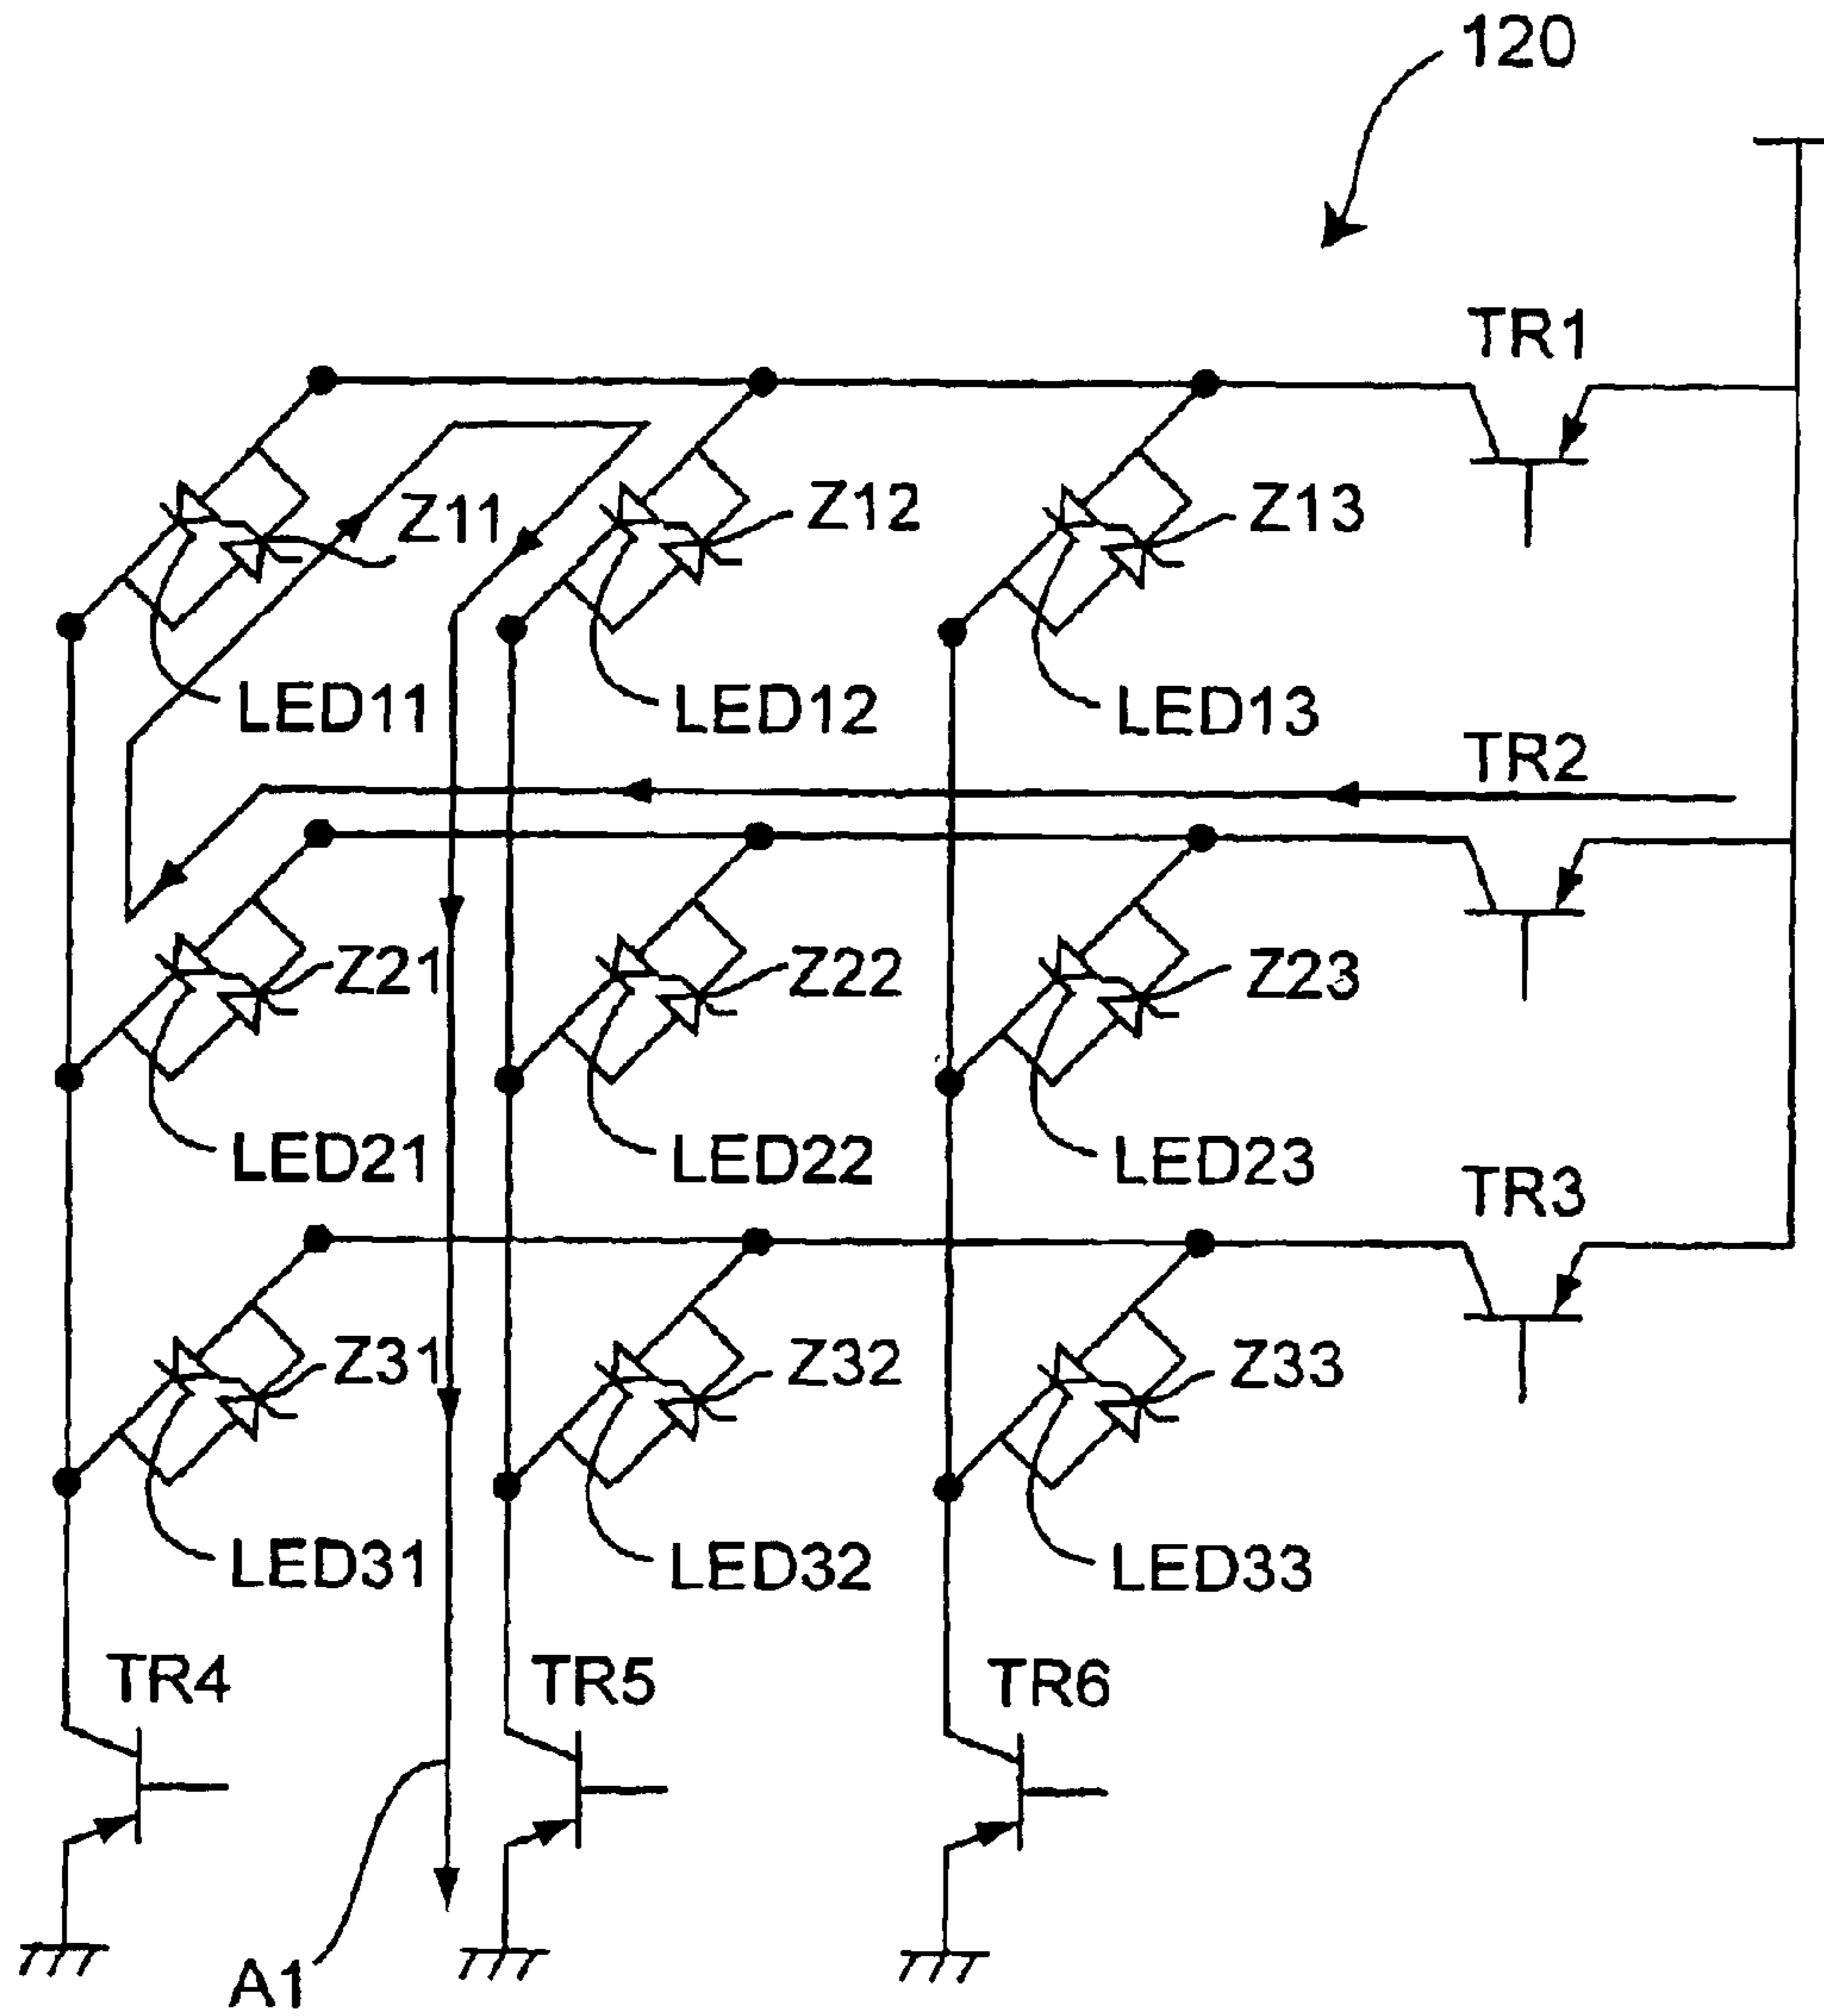 120
TR1
Z11
Z12
Z13
LED11
LED12
LED13
TR2
Z21
Z22
Z23
LED21
LED22
LED23
TR3
Z31
Z32
Z33
LED31
LED32
LED33
TR4
TR5
TR6
A1